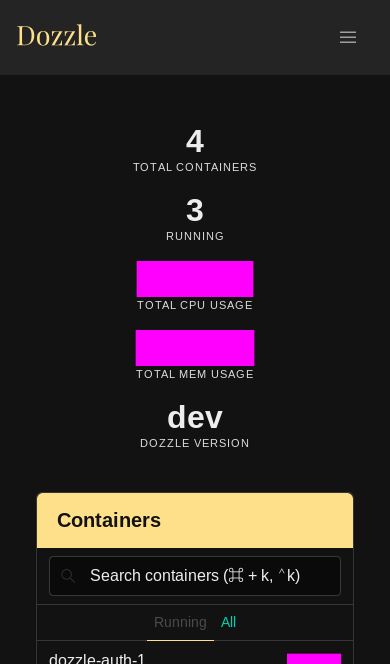 Dozzle
4
TOTAL CONTAINERS
3
RUNNING
TOTAL CPU USAGE
TOTAL MEM USAGE
dev
DOZZLE VERSION
Containers
Search containers (⌘ + k, ⌃k)
Running All
dozzle-auth-1